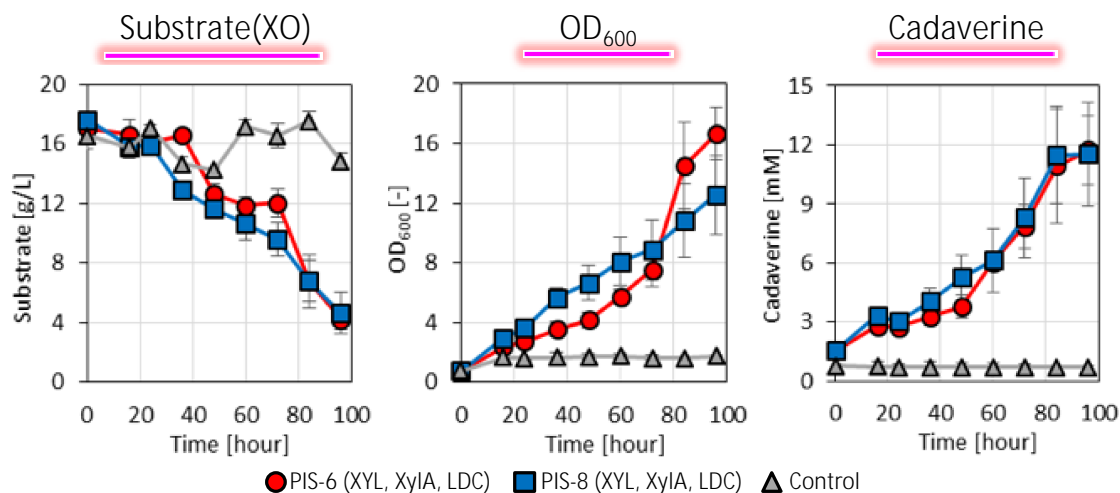 Substrate(XO)
OD600
Cadaverine
Substrate [g/L]
20
16
12
8
4
0
0 20 40 60 80 100
Time [hour]
OD600 [-]
20
16
12
8
4
0
0 20 40 60 80 100
Time [hour]
Cadaverine [mM]
15
12
9
6
3
0
0 20 40 60 80 100
Time [hour]
PIS-6 (XYL, XylA, LDC) PIS-8 (XYL, XylA, LDC) Control